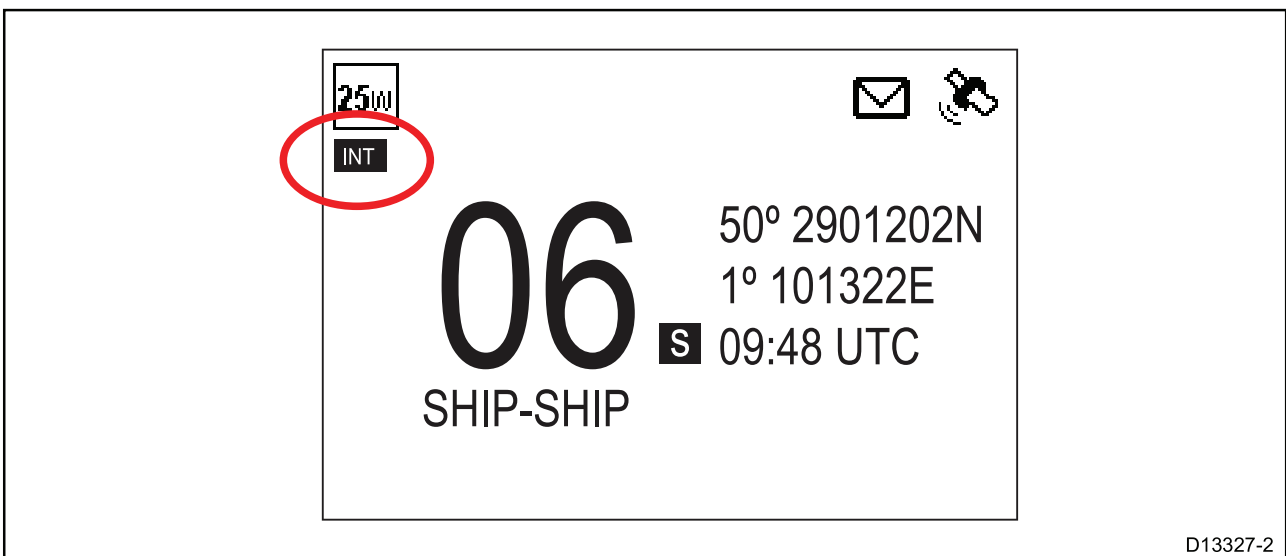 25W
INT
06
SHIP-SHIP
50º 2901202N
1º 101322E
S 09:48 UTC
D13327-2